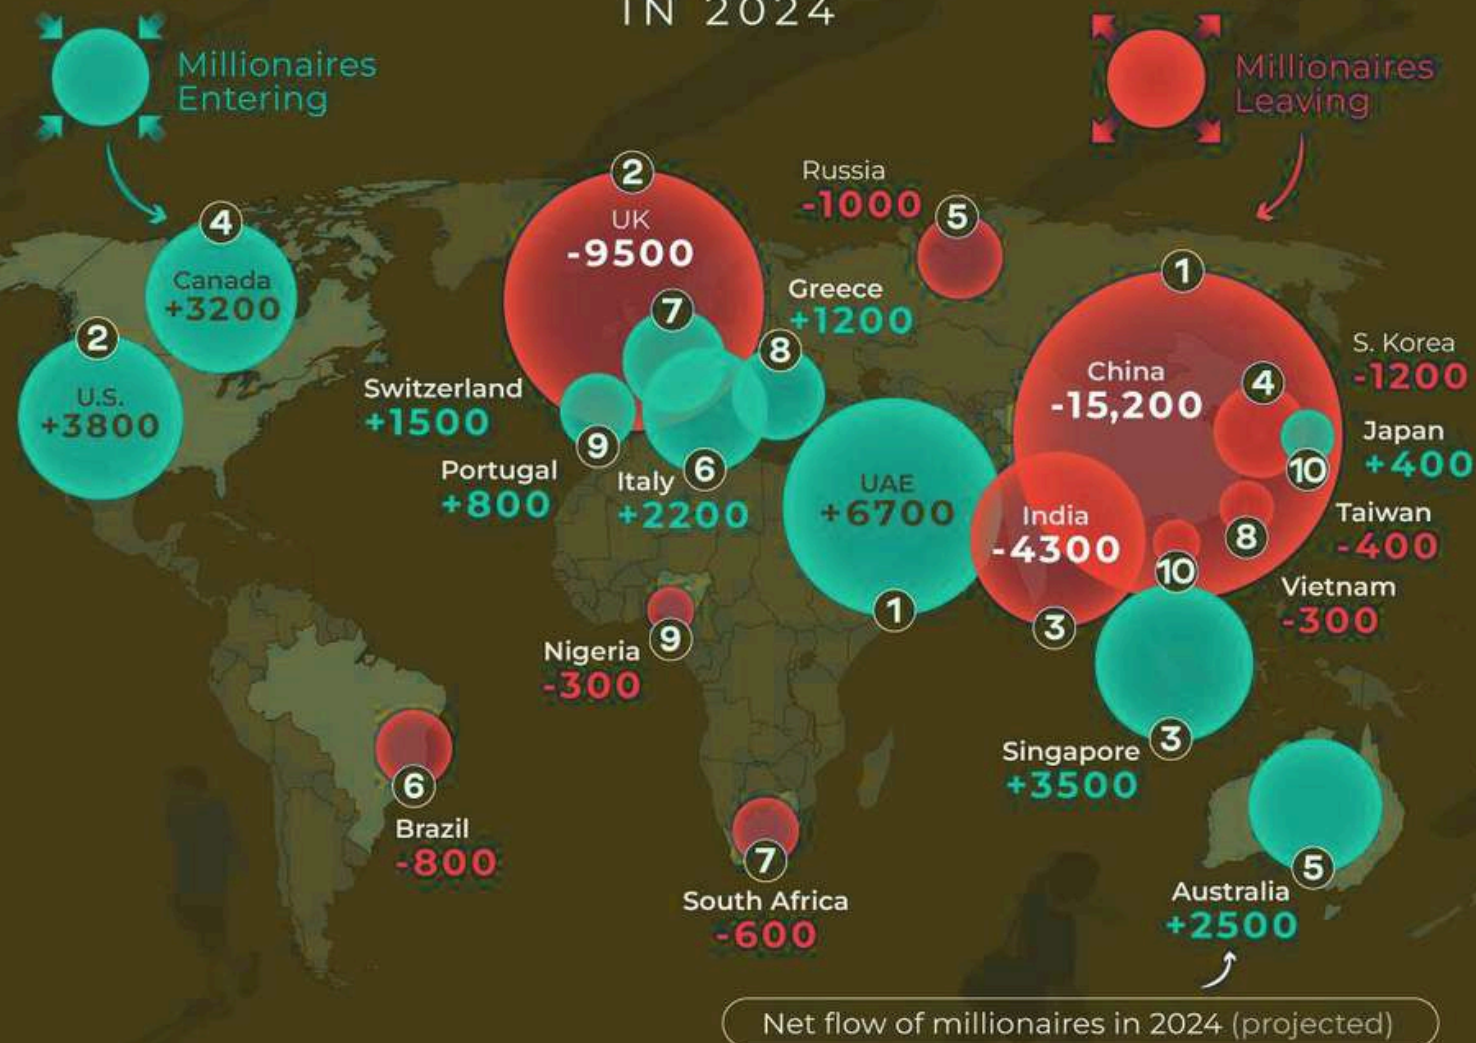 IN 2024
Millionaires
Entering
Millionaires
Leaving
4
Canada
+3200
2
U.S.
+3800
2
UK
-9500
Russia
-1000
5
7
Greece
+1200
8
Switzerland
+1500
9
Portugal
+800
Italy
+2200
6
UAE
+6700
1
1
China
-15,200
S. Korea
-1200
4
Japan
+400
10
Taiwan
-400
8
Vietnam
-300
10
India
-4300
3
Nigeria
-300
9
Singapore
+3500
3
6
Brazil
-800
7
South Africa
-600
5
Australia
+2500
Net flow of millionaires in 2024 (projected)